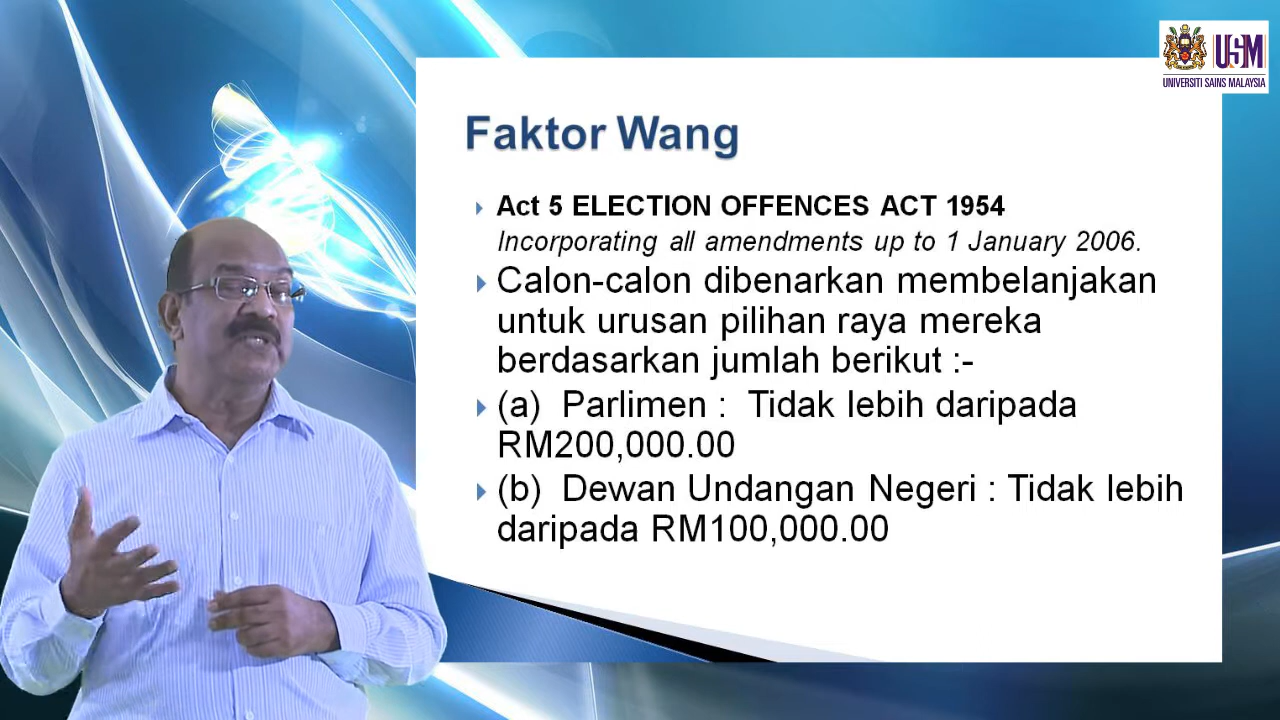 USM
UNIVERSITI SAINS MALAYSIA
Faktor Wang
Act 5 ELECTION OFFENCES ACT 1954
Incorporating all amendments up to 1 January 2006.
Calon-calon dibenarkan membelanjakan
untuk urusan pilihan raya mereka
berdasarkan jumlah berikut :-
(a) Parlimen : Tidak lebih daripada
RM200,000.00
(b) Dewan Undangan Negeri : Tidak lebih
daripada RM100,000.00